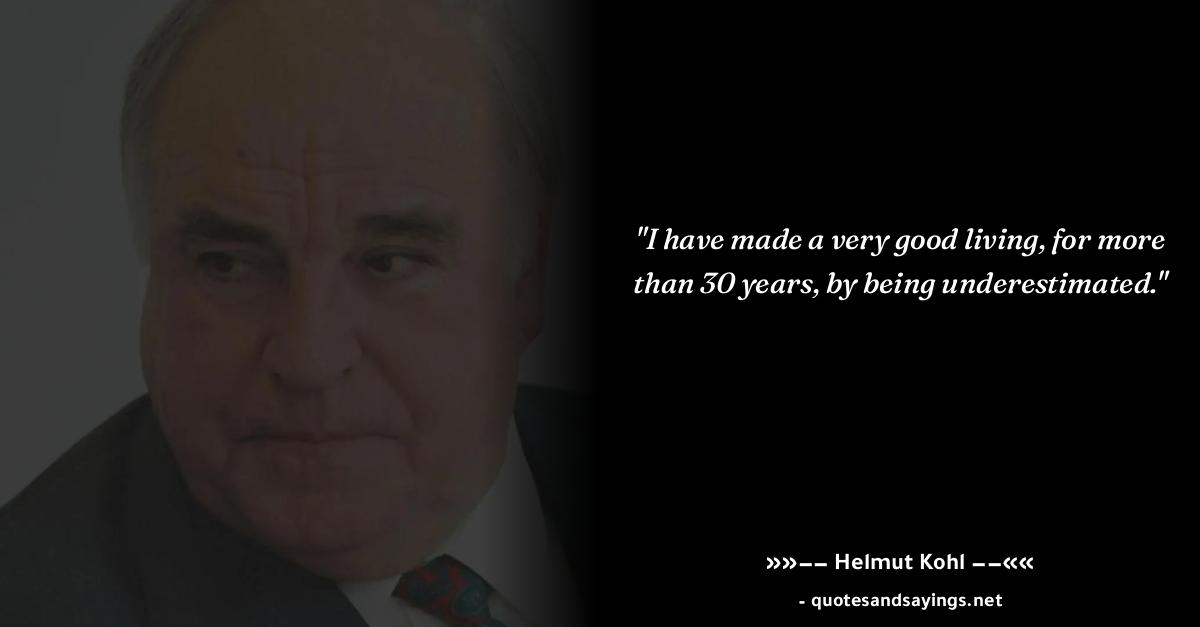 "I have made a very good living, for more
than 30 years, by being underestimated."
»»–– Helmut Kohl ––««
- quotesandsayings.net